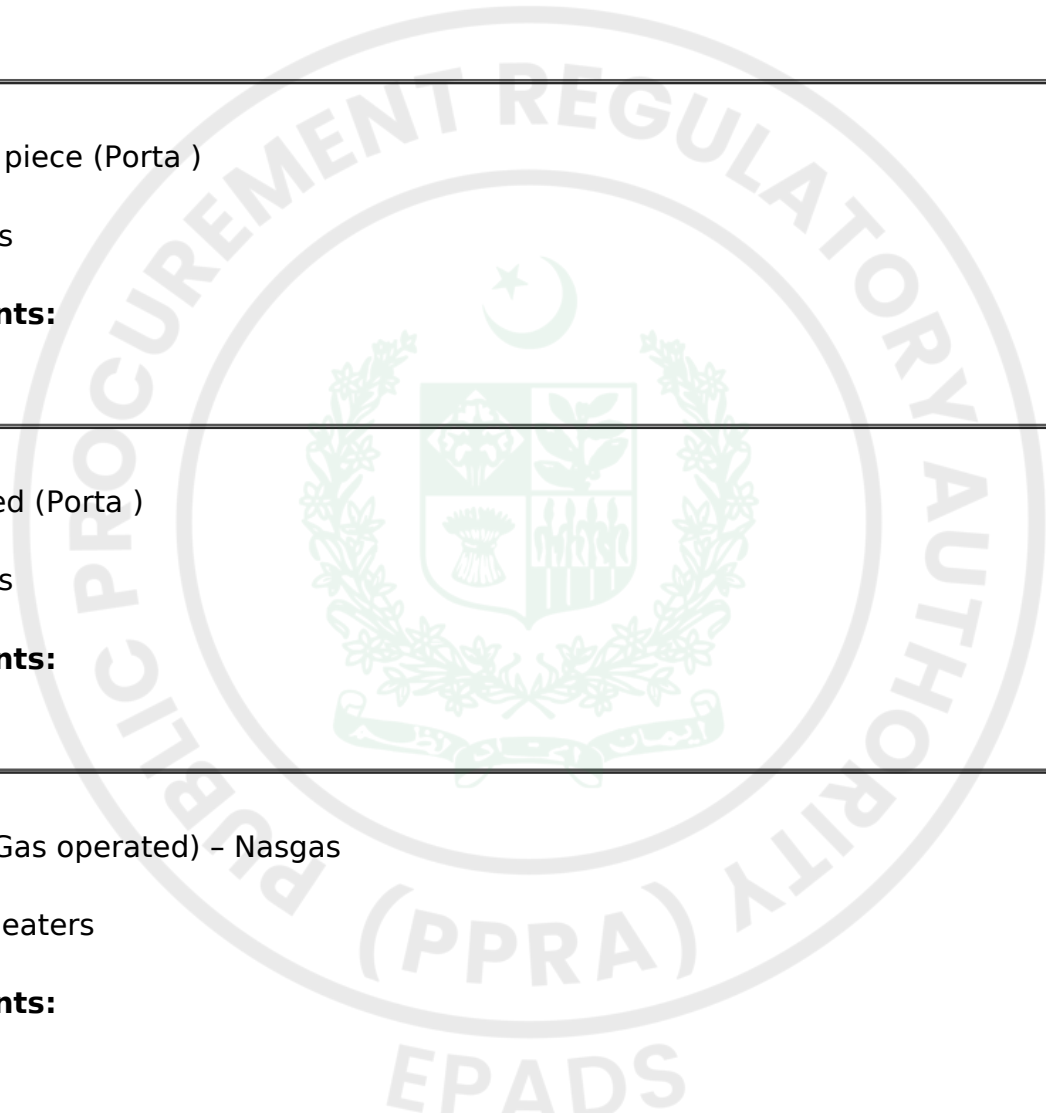 piece (Porta )
s
nts:
ed (Porta )
s
nts:
Gas operated) – Nasgas
eaters
nts:
PUBLIC PROCUREMENT REGULATORY AUTHORITY
(PPRA)
EPADS